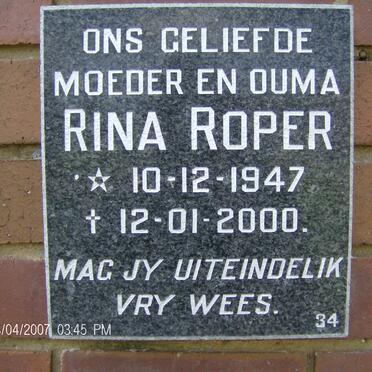 ONS GELIEFDE
MOEDER EN OUMA
RINA ROPER
☆ 10-12-1947
† 12-01-2000.
MAG JY UITEINDELIK
VRY WEES.
34
/04/2007 03:45 PM